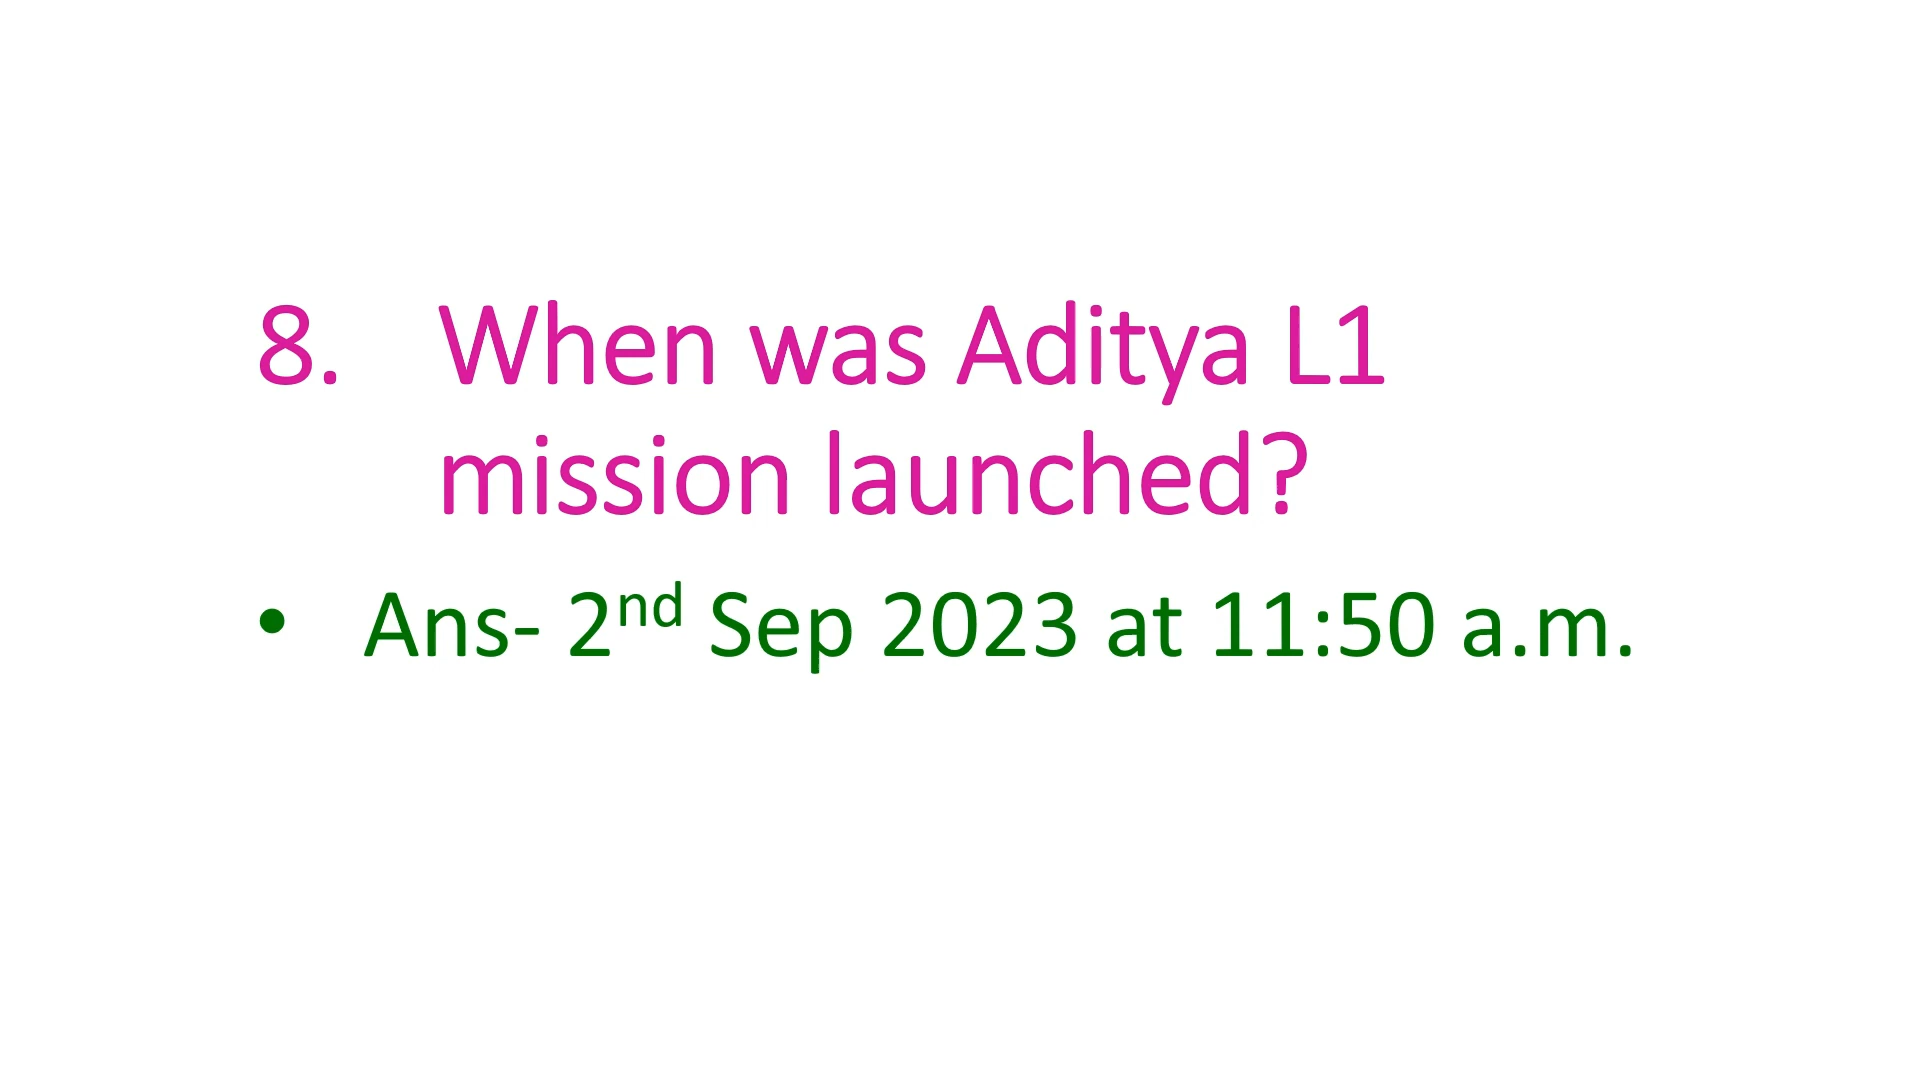 8. When was Aditya L1
mission launched?
• Ans- 2nd Sep 2023 at 11:50 a.m.